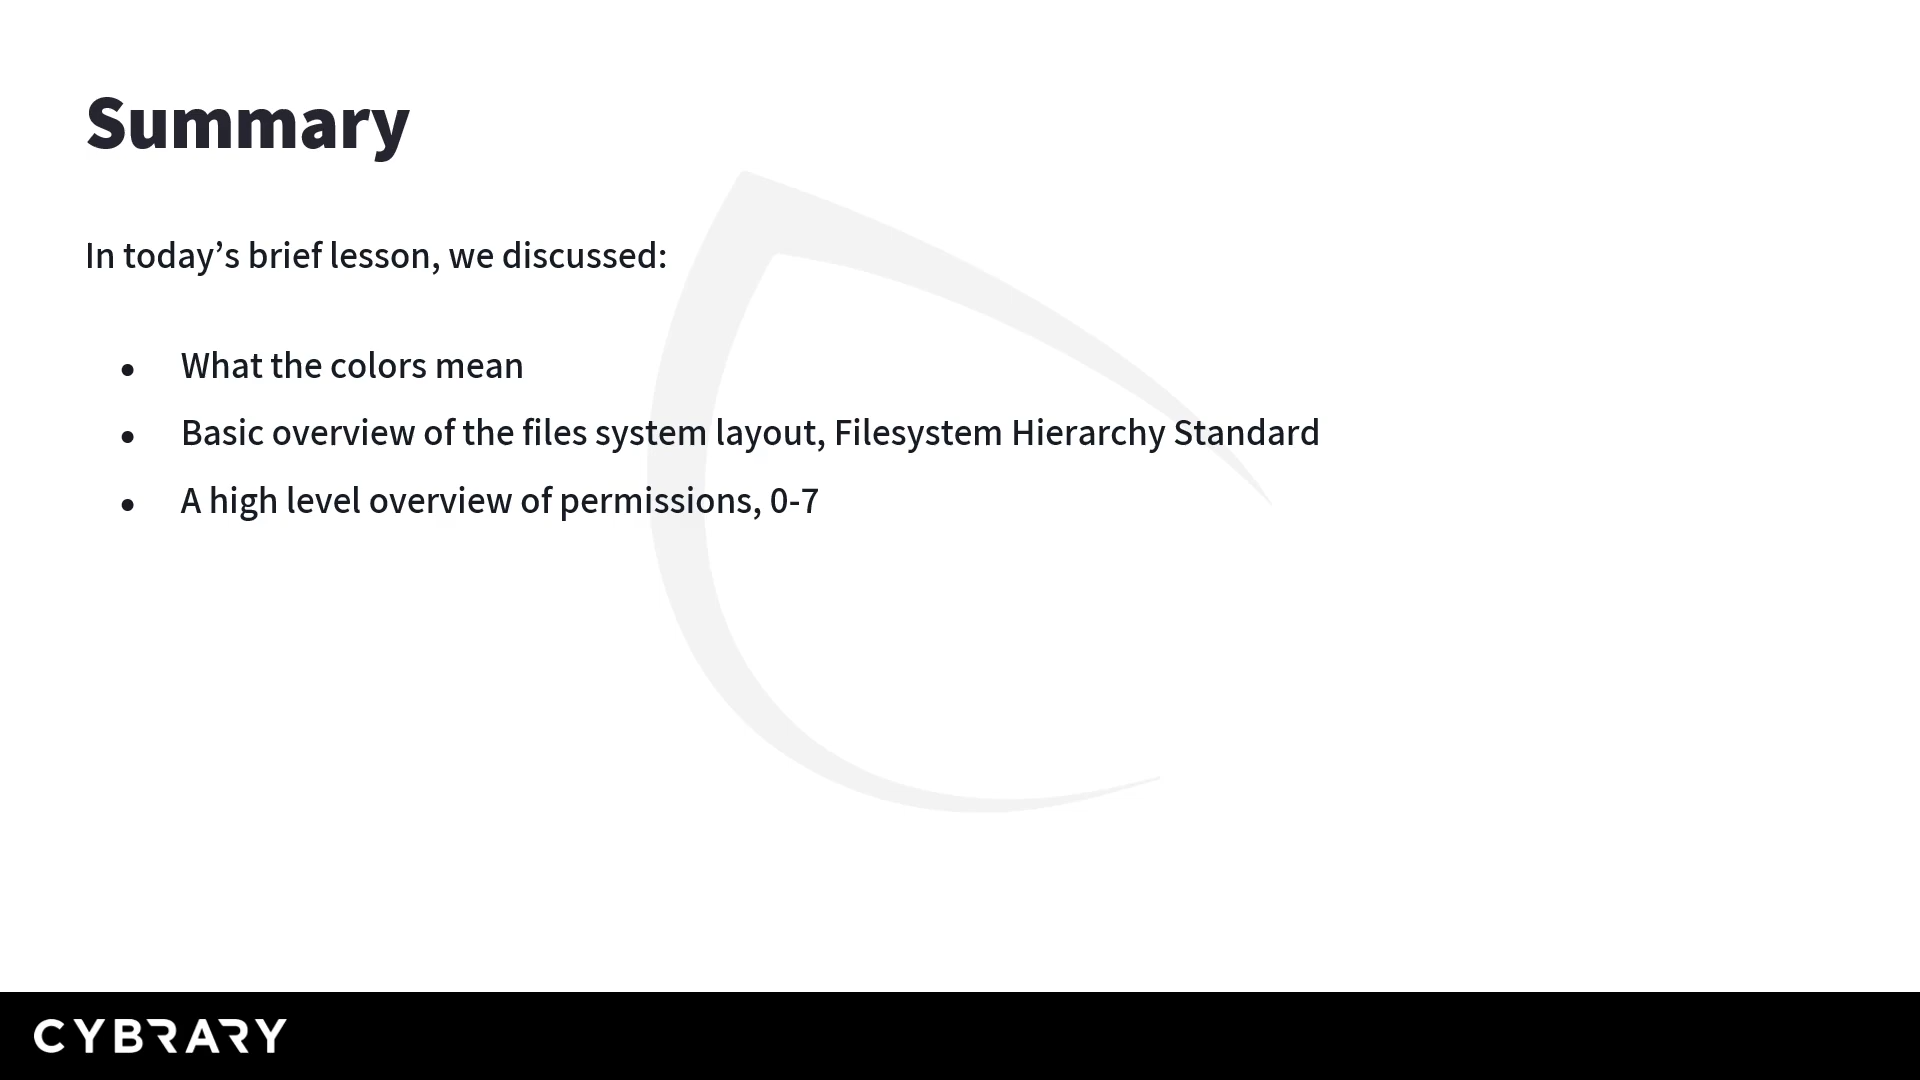 Summary
In today’s brief lesson, we discussed:
● What the colors mean
● Basic overview of the files system layout, Filesystem Hierarchy Standard
● A high level overview of permissions, 0-7
CYBRARY